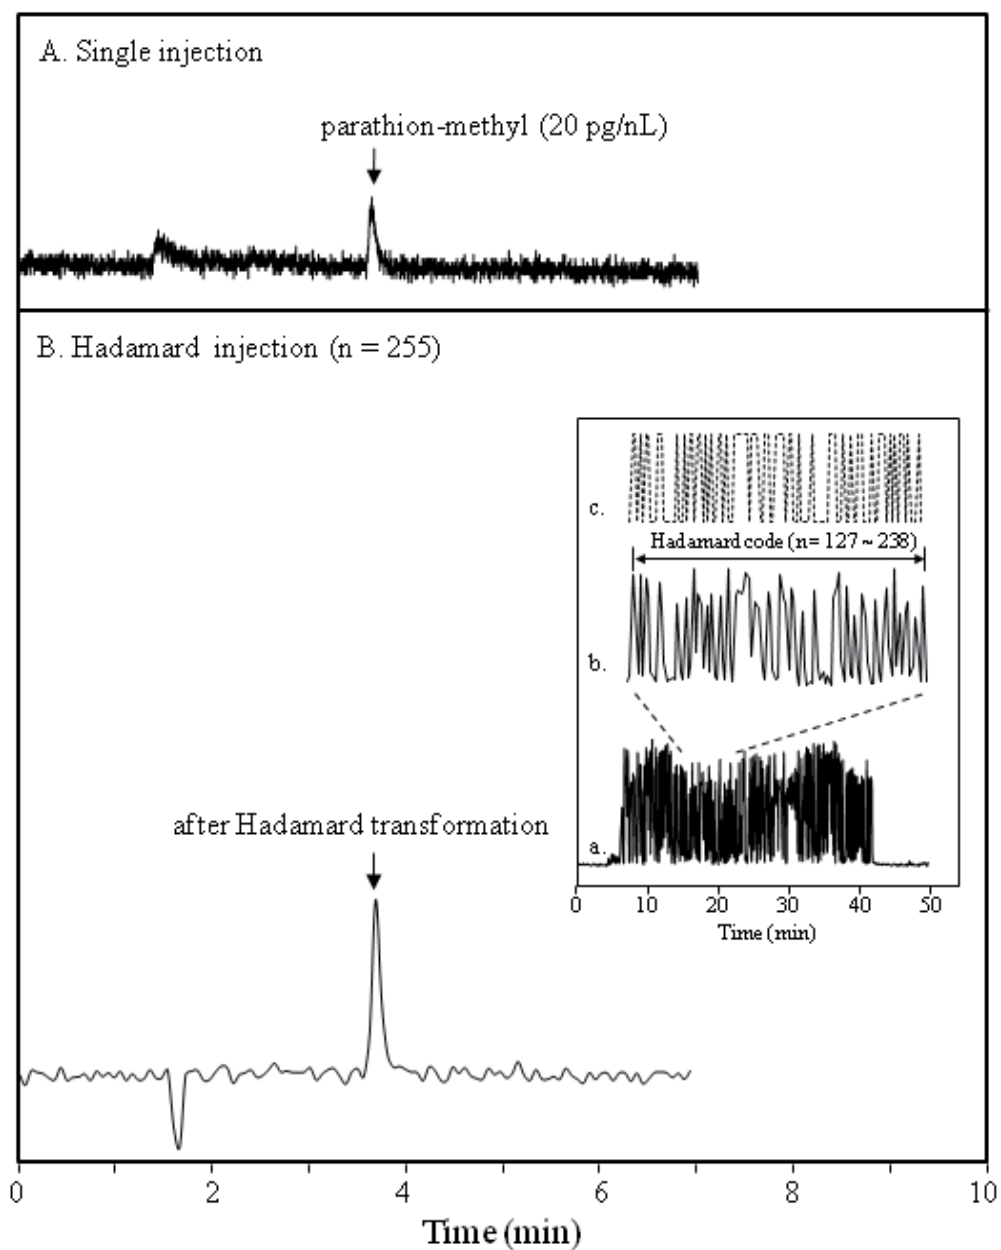 A. Single injection
parathion-methyl (20 pg/nL)
B. Hadamard injection (n = 255)
c.
Hadamard code (n= 127 ~ 238)
b.
a.
0 10 20 30 40 50
Time (min)
after Hadamard transformation
0 2 4 6 8 10
Time (min)